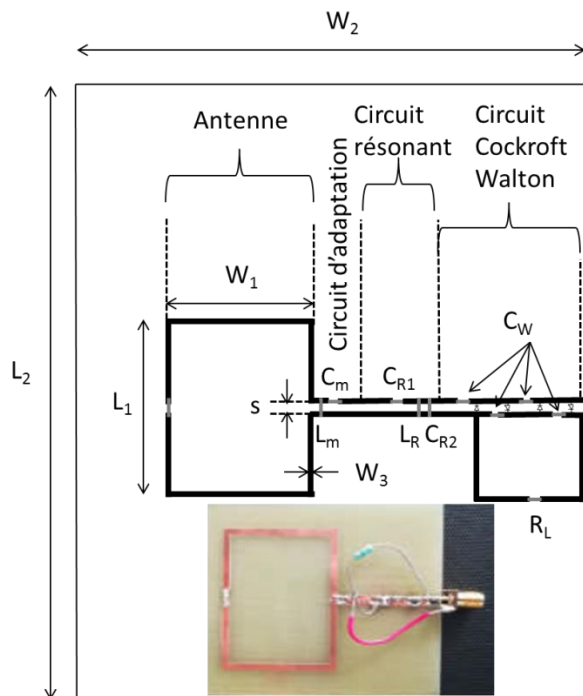 W2
Antenne
Circuit d'adaptation
Circuit
résonant
Circuit
Cockroft
Walton
W1
CW
L2
L1
s
Cm
CR1
Lm
LR
CR2
W3
RL